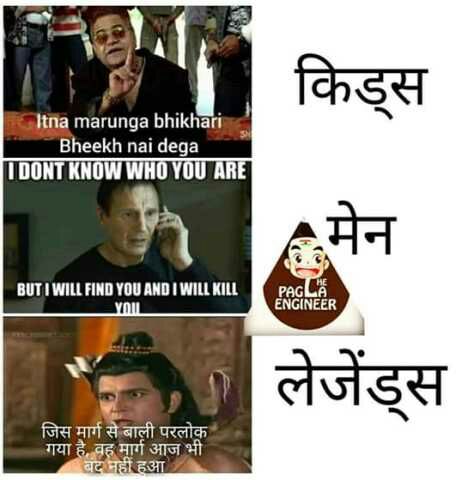 Itna marunga bhikhari
Bheekh nai dega
किड्स
I DONT KNOW WHO YOU ARE
BUT I WILL FIND YOU AND I WILL KILL
YOU
मेन
THE
PAGLA
ENGINEER
जिस मार्ग से बाली परलोक
गया है, वह मार्ग आज भी
बंद नहीं हुआ
लेजेंड्स